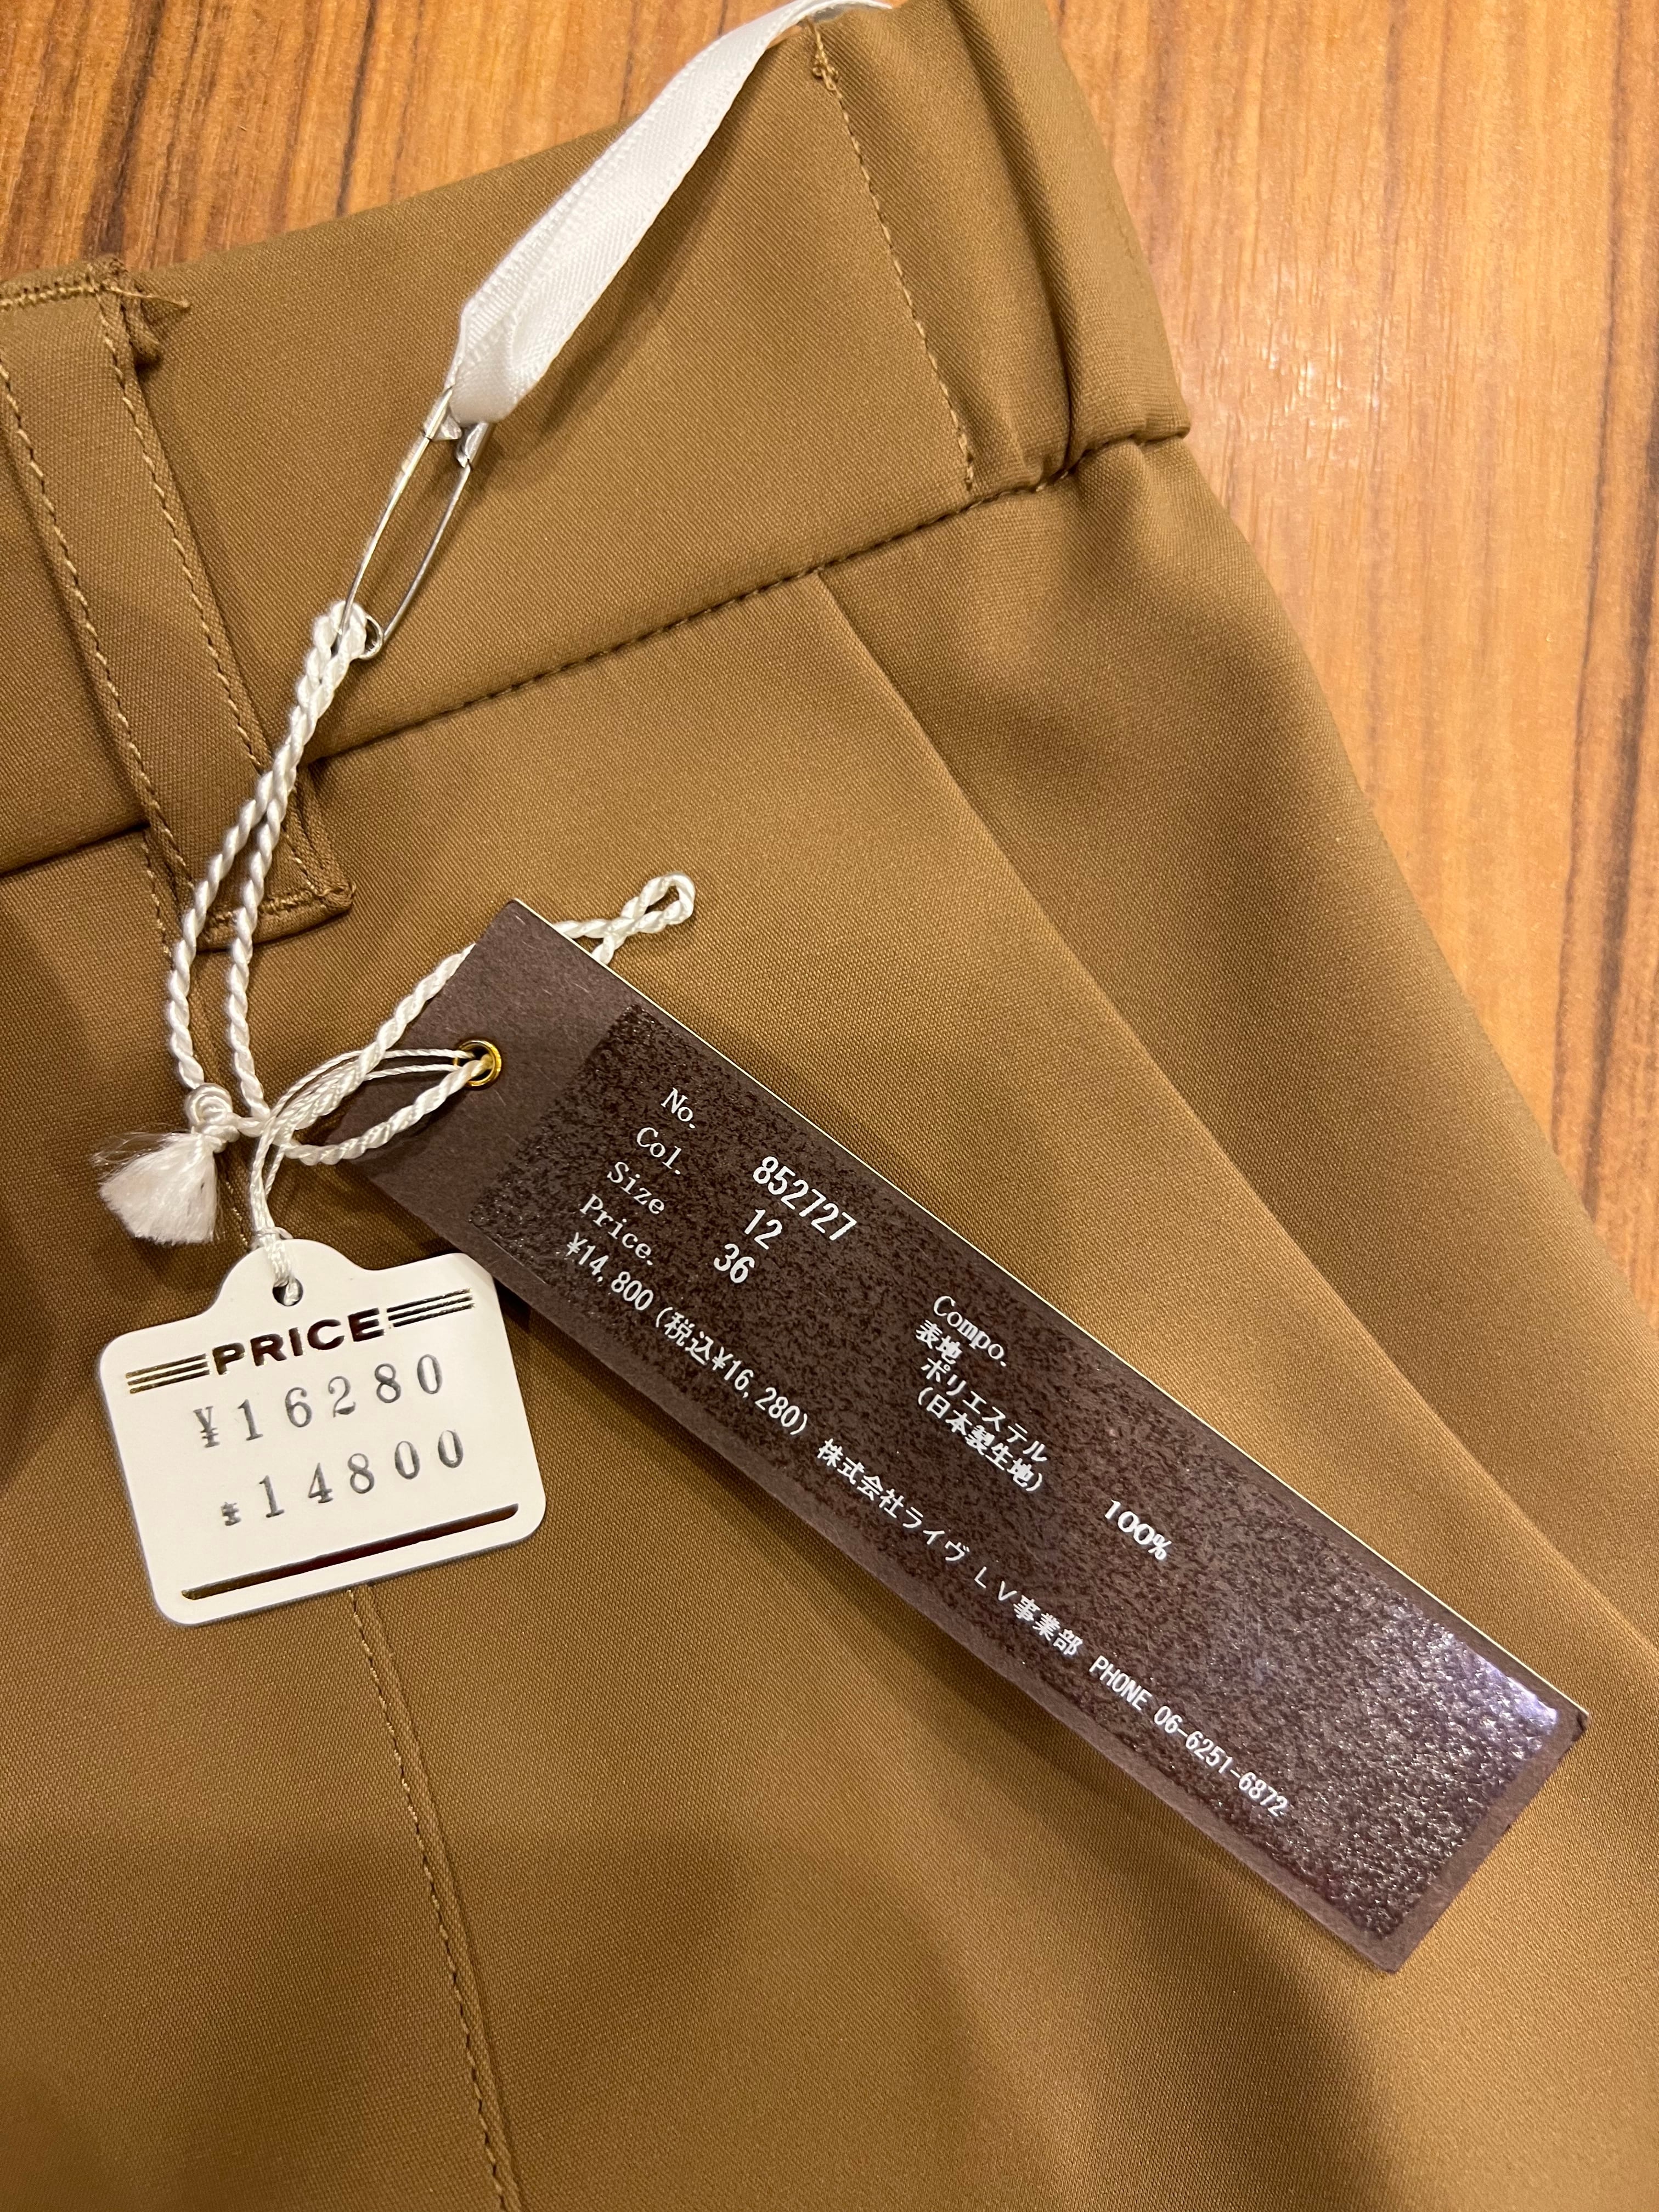 No. 852727
Col. 12
Size 36
Price.
¥14,800(税込¥16,280)
Compo.
表地
ポリエステル 100%
(日本製生地)
株式会社ライヴ LV事業部 PHONE 06-6251-6872
PRICE
¥16280
¥14800